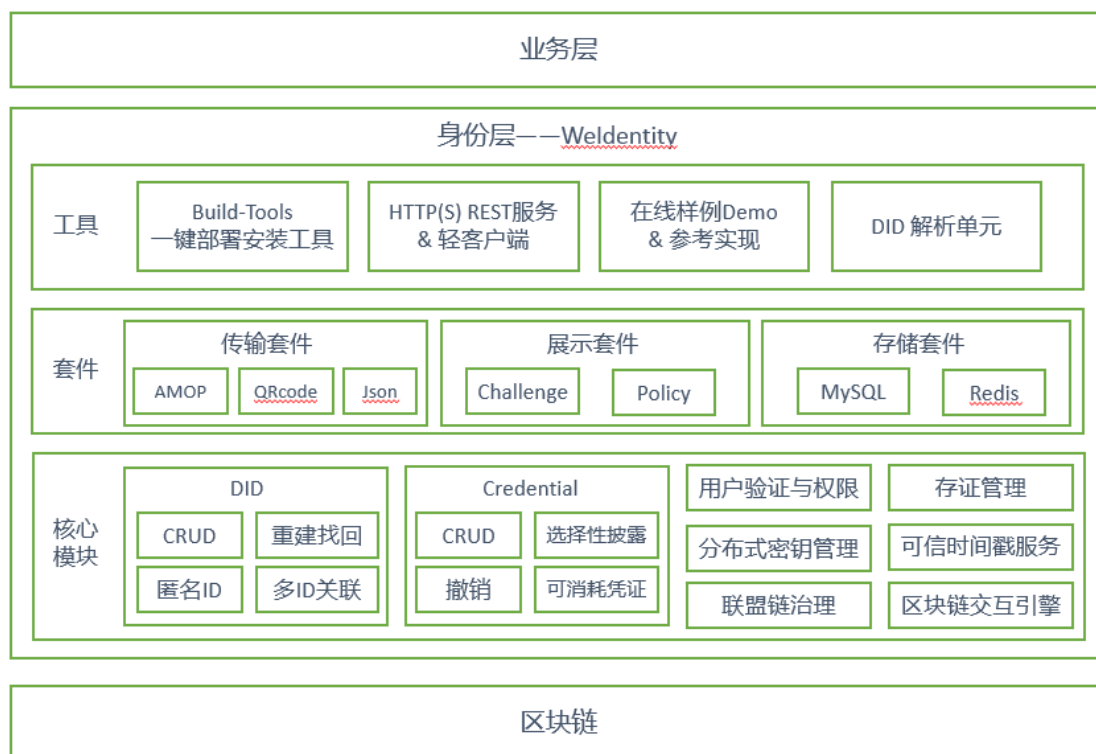 业务层
身份层——WeIdentity
工具
Build-Tools
一键部署安装工具
HTTP(S) REST服务
& 轻客户端
在线样例Demo
& 参考实现
DID 解析单元
套件
传输套件
AMOP
QRcode
Json
展示套件
Challenge
Policy
存储套件
MySQL
Redis
核心
模块
DID
CRUD
重建找回
匿名ID
多ID关联
Credential
CRUD
选择性披露
撤销
可消耗凭证
用户验证与权限
存证管理
分布式密钥管理
可信时间戳服务
联盟链治理
区块链交互引擎
区块链